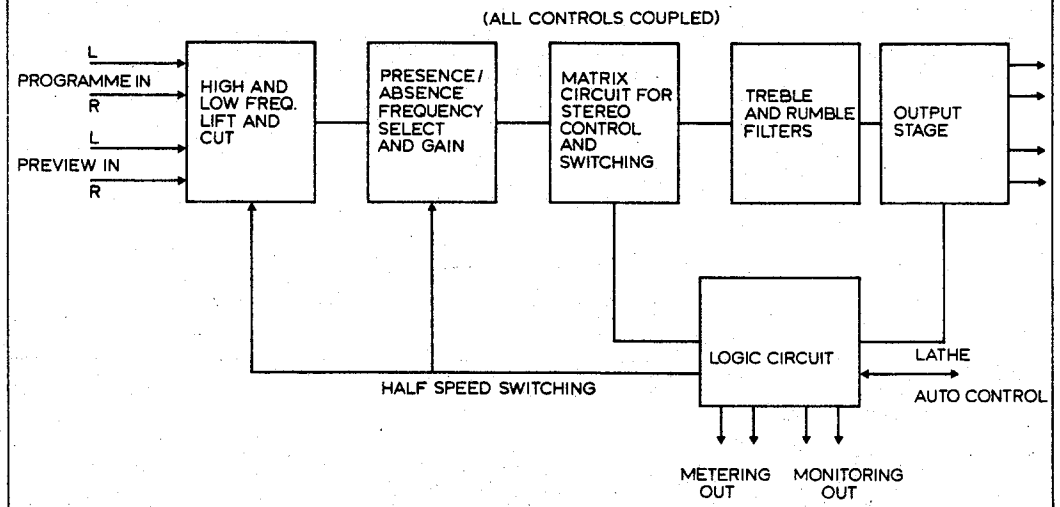 (ALL CONTROLS COUPLED)
L
PROGRAMME IN
R
L
PREVIEW IN
R
HIGH AND
LOW FREQ.
LIFT AND
CUT
PRESENCE/
ABSENCE
FREQUENCY
SELECT
AND GAIN
MATRIX
CIRCUIT FOR
STEREO
CONTROL
AND
SWITCHING
TREBLE
AND RUMBLE
FILTERS
OUTPUT
STAGE
LOGIC CIRCUIT
HALF SPEED SWITCHING
LATHE
AUTO CONTROL
METERING
OUT
MONITORING
OUT